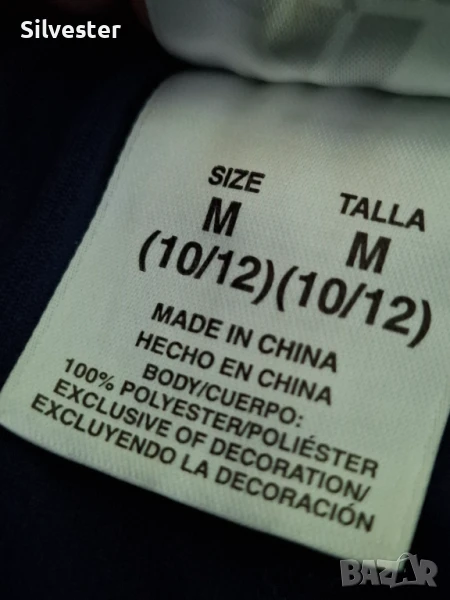 Silvester
SIZE TALLA
M M
(10/12) (10/12)
MADE IN CHINA
HECHO EN CHINA
BODY/CUERPO:
100% POLYESTER/POLIÉSTER
EXCLUSIVE OF DECORATION/
EXCLUYENDO LA DECORACIÓN
BAZAR